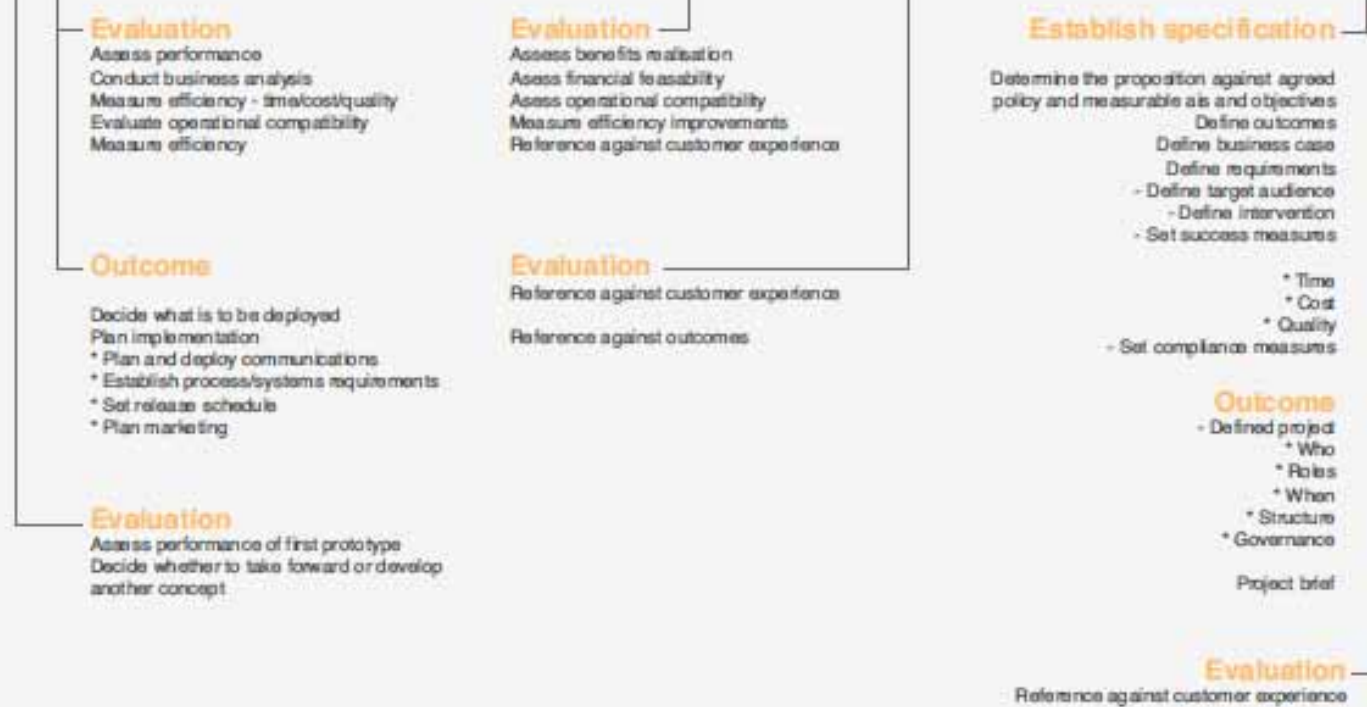 Evaluation
Assess performance
Conduct business analysis
Measure efficiency - time/cost/quality
Evaluate operational compatibility
Measure efficiency
Outcome
Decide what is to be deployed
Plan implementation
* Plan and deploy communications
* Establish process/systems requirements
* Set release schedule
* Plan marketing
Evaluation
Assess performance of first prototype
Decide whether to take forward or develop
another concept
Evaluation
Assess benefits realisation
Asess financial feasability
Asess operational compatibility
Measure efficiency improvements
Reference against customer experience
Evaluation
Reference against customer experience
Reference against outcomes
Establish specification
Determine the proposition against agreed
policy and measurable ais and objectives
Define outcomes
Define business case
Define requirements
- Define target audience
- Define intervention
- Set success measures
* Time
* Cost
* Quality
- Set compliance measures
Outcome
- Defined project
* Who
* Roles
* When
* Structure
* Governance
Project brief
Evaluation
Reference against customer experience